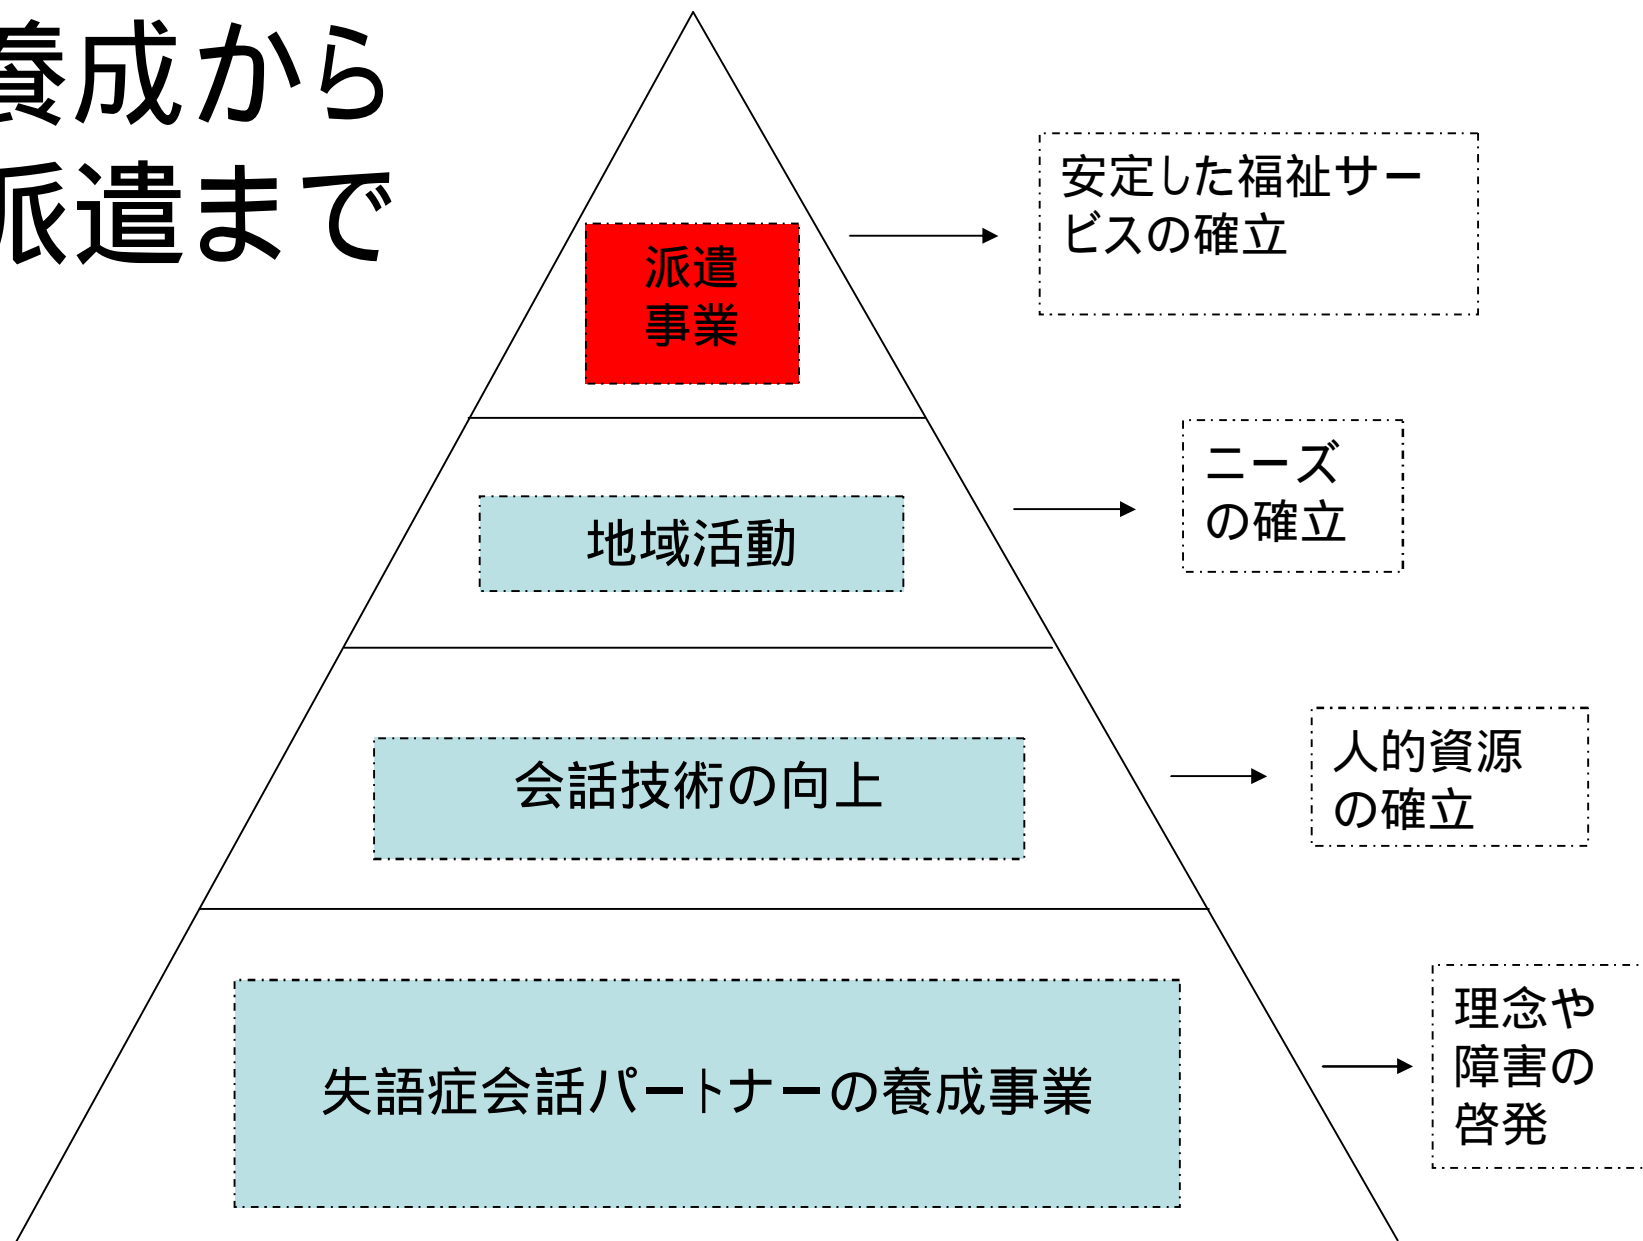 養成から
派遣まで
安定した福祉サー
ビスの確立
派遣
事業
ニーズ
の確立
地域活動
人的資源
の確立
会話技術の向上
理念や
障害の
啓発
失語症会話パートナーの養成事業